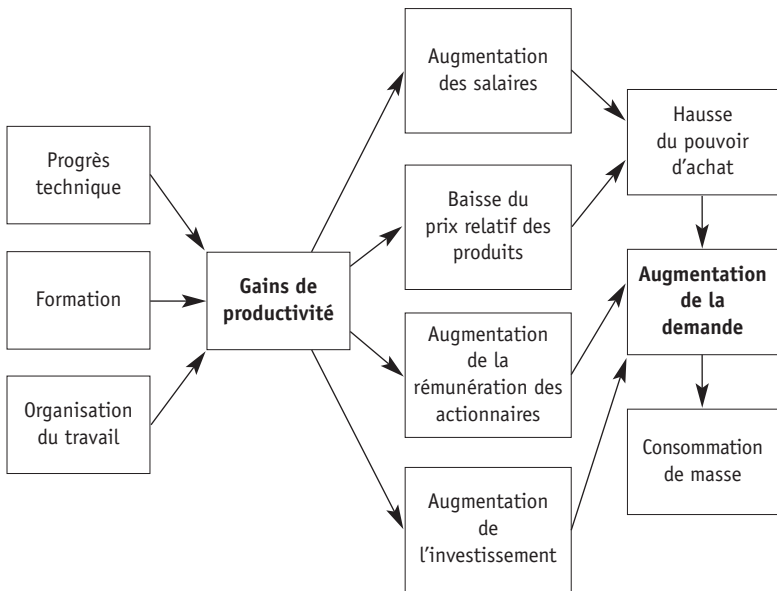 Progrès
technique
Formation
Organisation
du travail
Gains de
productivité
Augmentation
des salaires
Baisse du
prix relatif des
produits
Augmentation
de la
rémunération des
actionnaires
Augmentation
de
l'investissement
Hausse
du pouvoir
d'achat
Augmentation
de la
demande
Consommation
de masse